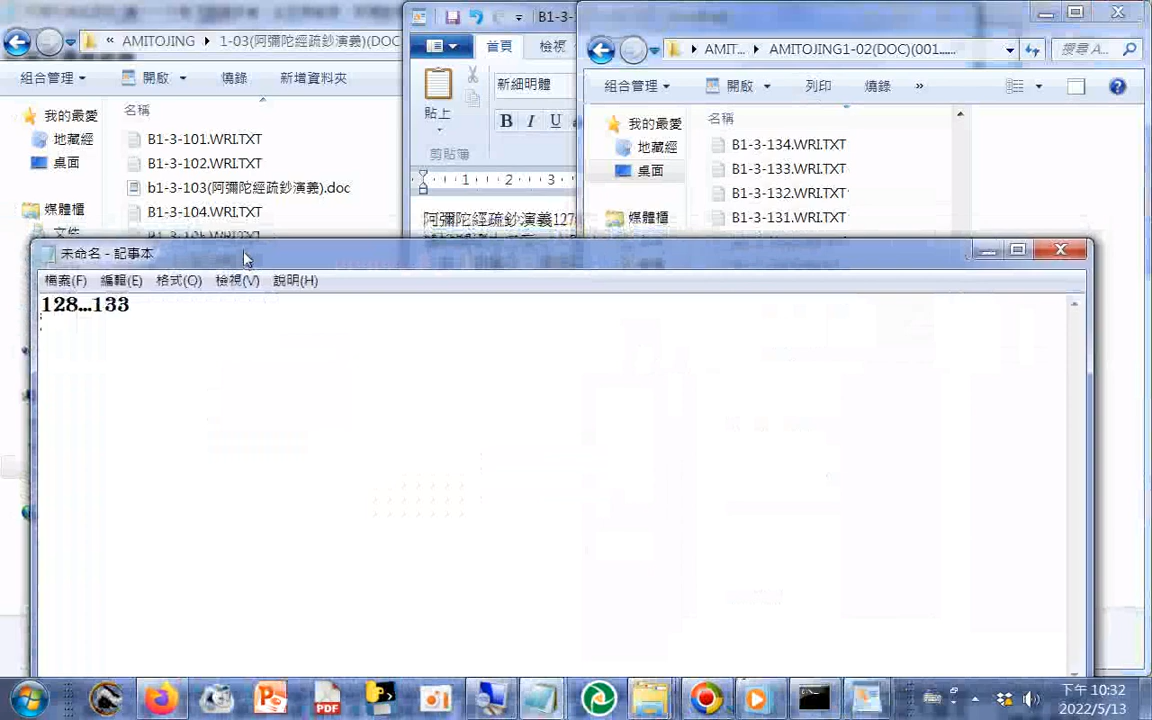 AMITOJING
1-03(阿彌陀經疏鈔演義)(DOC
組合管理
開啟
燒錄
新增資料夾
我的最愛
地藏經
桌面
媒體櫃
文件
名稱
B1-3-101.WRI.TXT
B1-3-102.WRI.TXT
b1-3-103(阿彌陀經疏鈔演義).doc
B1-3-104.WRI.TXT
B1-3-
首頁
檢視
貼上
新細明體
B I U
剪貼簿
1 2 3
阿彌陀經疏鈔演義127
AMIT...
AMITOJING1-02(DOC)(001......
搜尋 A...
組合管理
開啟
列印
燒錄
»
我的最愛
地藏經
桌面
媒體櫃
名稱
B1-3-134.WRI.TXT
B1-3-133.WRI.TXT
B1-3-132.WRI.TXT
B1-3-131.WRI.TXT
未命名 - 記事本
檔案(F) 編輯(E) 格式(O) 檢視(V) 說明(H)
128...133
PDF
下午 10:32
2022/5/13